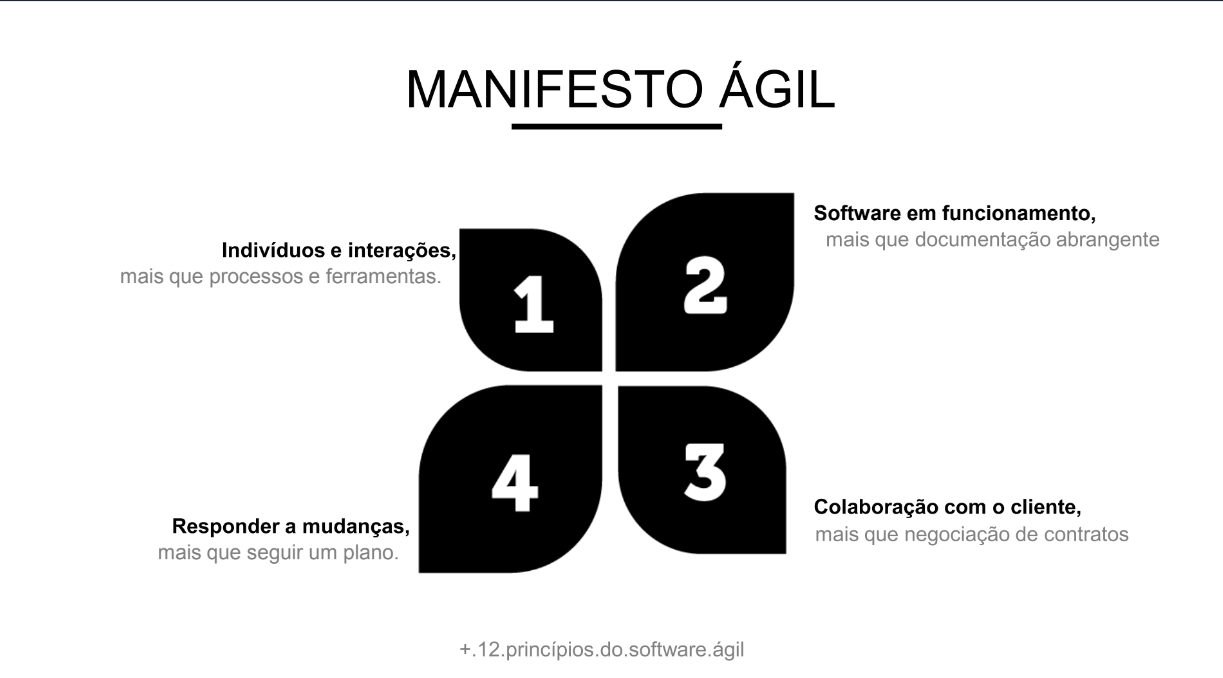 MANIFESTO ÁGIL
Indivíduos e interações,
mais que processos e ferramentas.
1
2
Software em funcionamento,
mais que documentação abrangente
4
3
Responder a mudanças,
mais que seguir um plano.
Colaboração com o cliente,
mais que negociação de contratos
+.12.princípios.do.software.ágil